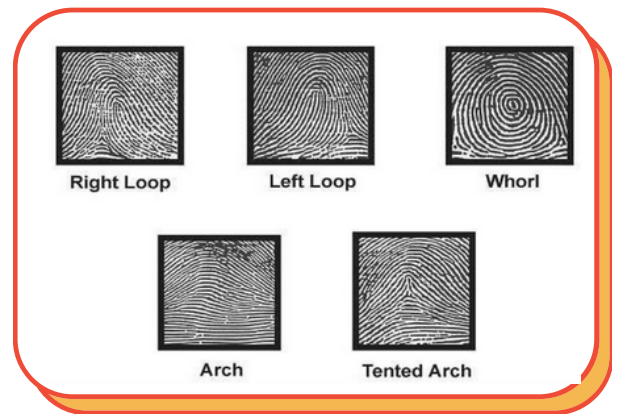 Right Loop
Left Loop
Whorl
Arch
Tented Arch